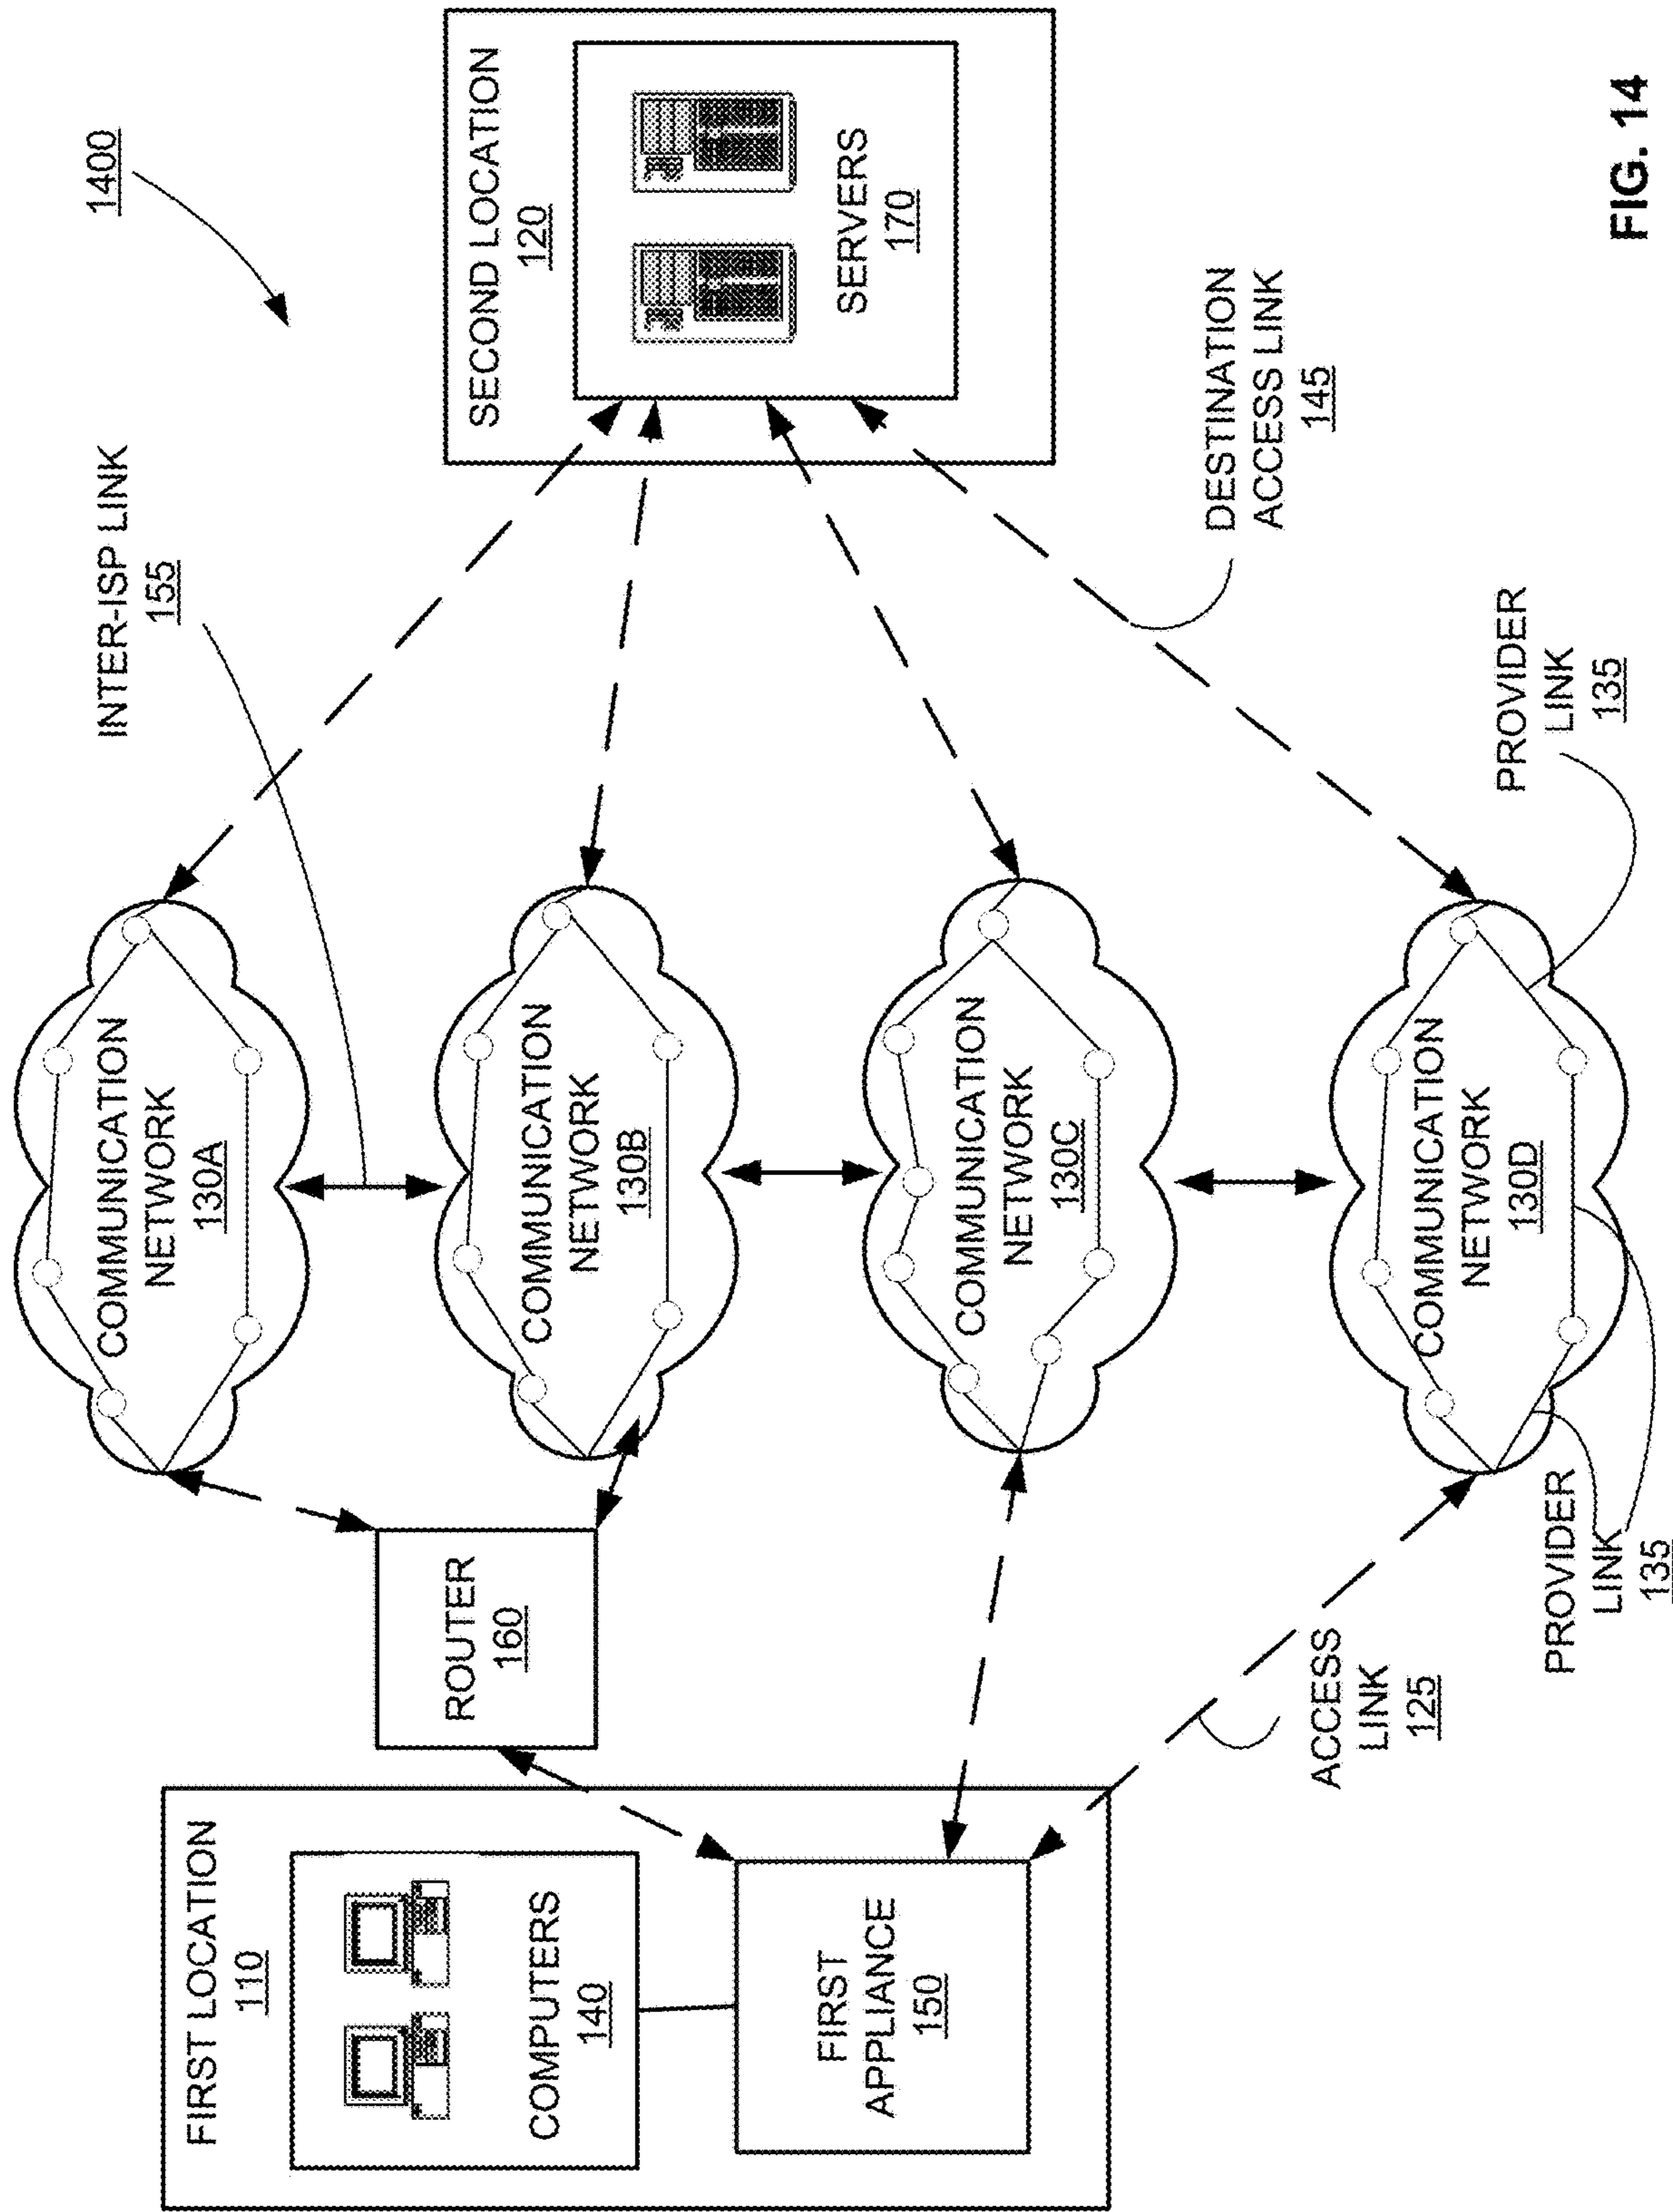 1400
INTER-ISP LINK
155
FIRST LOCATION
110
COMPUTERS
140
FIRST
APPLIANCE
150
ROUTER
160
COMMUNICATION
NETWORK
130A
COMMUNICATION
NETWORK
130B
COMMUNICATION
NETWORK
130C
COMMUNICATION
NETWORK
130D
SECOND LOCATION
120
SERVERS
170
DESTINATION
ACCESS LINK
145
ACCESS
LINK
125
PROVIDER
LINK
135
PROVIDER
LINK
135
FIG. 14